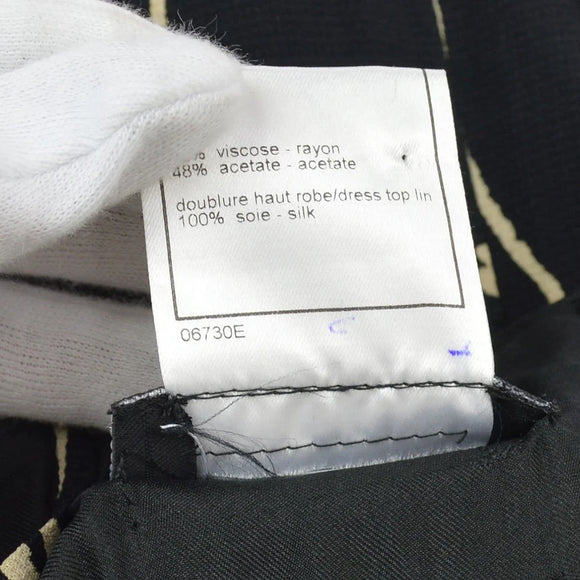 % viscose - rayon
48% acetate - acetate
doublure haut robe/dress top lin
100% soie - silk
06730E